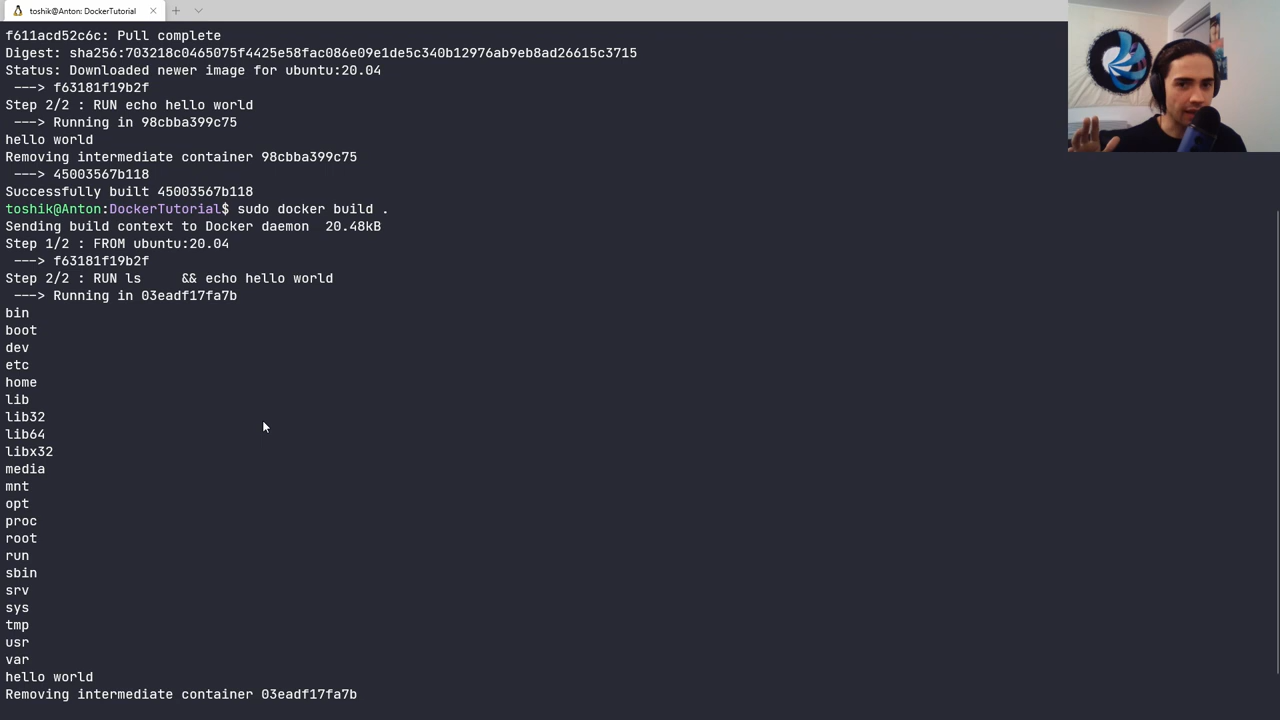 toshik@Anton: DockerTutorial
f611acd52c6c: Pull complete
Digest: sha256:703218c0465075f4425e58fac086e09e1de5c340b12976ab9eb8ad26615c3715
Status: Downloaded newer image for ubuntu:20.04
---> f63181f19b2f
Step 2/2 : RUN echo hello world
---> Running in 98cbba399c75
hello world
Removing intermediate container 98cbba399c75
---> 45003567b118
Successfully built 45003567b118
toshik@Anton:DockerTutorial$ sudo docker build .
Sending build context to Docker daemon  20.48kB
Step 1/2 : FROM ubuntu:20.04
---> f63181f19b2f
Step 2/2 : RUN ls     && echo hello world
---> Running in 03eadf17fa7b
bin
boot
dev
etc
home
lib
lib32
lib64
libx32
media
mnt
opt
proc
root
run
sbin
srv
sys
tmp
usr
var
hello world
Removing intermediate container 03eadf17fa7b